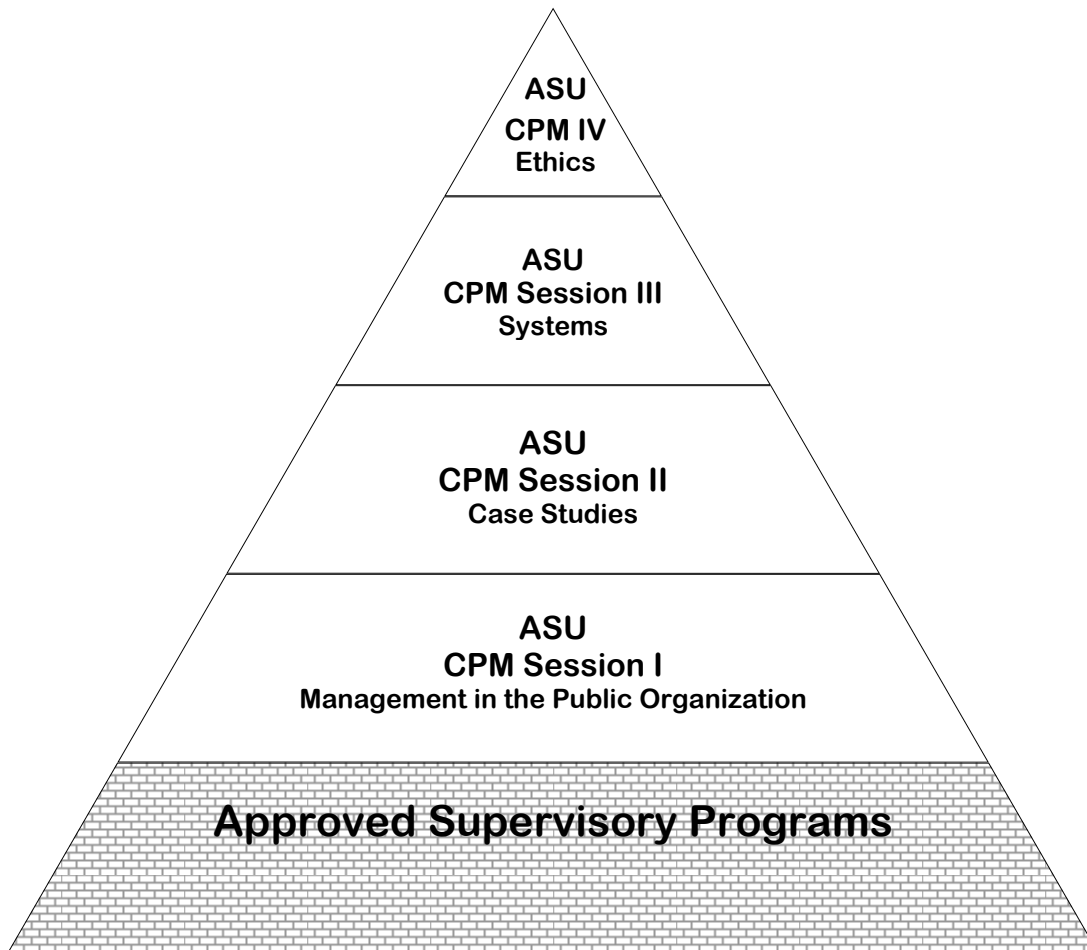 ASU
CPM IV
Ethics
ASU
CPM Session III
Systems
ASU
CPM Session II
Case Studies
ASU
CPM Session I
Management in the Public Organization
Approved Supervisory Programs